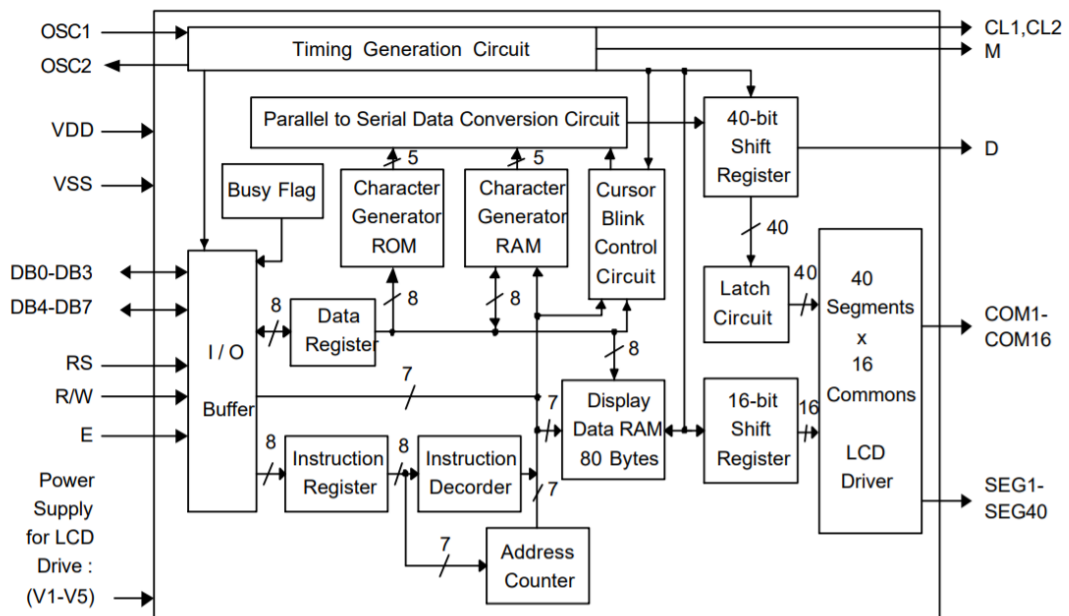 OSC1
OSC2
VDD
VSS
DB0-DB3
DB4-DB7
RS
R/W
E
Power
Supply
for LCD
Drive :
(V1-V5)
Timing Generation Circuit
CL1,CL2
M
Parallel to Serial Data Conversion Circuit
40-bit
Shift
Register
D
5
5
Busy Flag
Character
Generator
ROM
Character
Generator
RAM
Cursor
Blink
Control
Circuit
40
8
8
8
Data
Register
Latch
Circuit
40
I / O
Buffer
40
Segments
x
16
Commons
LCD
Driver
COM1-
COM16
SEG1-
SEG40
8
7
7
Display
Data RAM
80 Bytes
16-bit
Shift
Register
16
8
Instruction
Register
8
Instruction
Decorder
7
7
Address
Counter